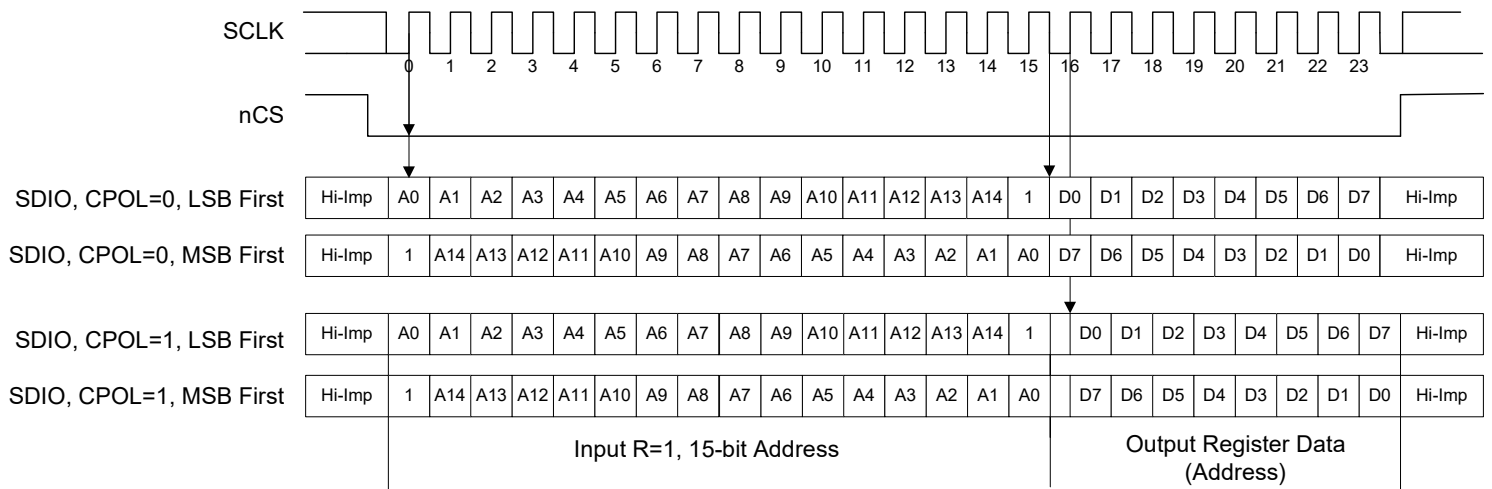 SCLK
0 1 2 3 4 5 6 7 8 9 10 11 12 13 14 15 16 17 18 19 20 21 22 23
nCS
SDIO, CPOL=0, LSB First Hi-Imp A0 A1 A2 A3 A4 A5 A6 A7 A8 A9 A10 A11 A12 A13 A14 1 D0 D1 D2 D3 D4 D5 D6 D7 Hi-Imp
SDIO, CPOL=0, MSB First Hi-Imp 1 A14 A13 A12 A11 A10 A9 A8 A7 A6 A5 A4 A3 A2 A1 A0 D7 D6 D5 D4 D3 D2 D1 D0 Hi-Imp
SDIO, CPOL=1, LSB First Hi-Imp A0 A1 A2 A3 A4 A5 A6 A7 A8 A9 A10 A11 A12 A13 A14 1 D0 D1 D2 D3 D4 D5 D6 D7 Hi-Imp
SDIO, CPOL=1, MSB First Hi-Imp 1 A14 A13 A12 A11 A10 A9 A8 A7 A6 A5 A4 A3 A2 A1 A0 D7 D6 D5 D4 D3 D2 D1 D0 Hi-Imp
Input R=1, 15-bit Address
Output Register Data
(Address)